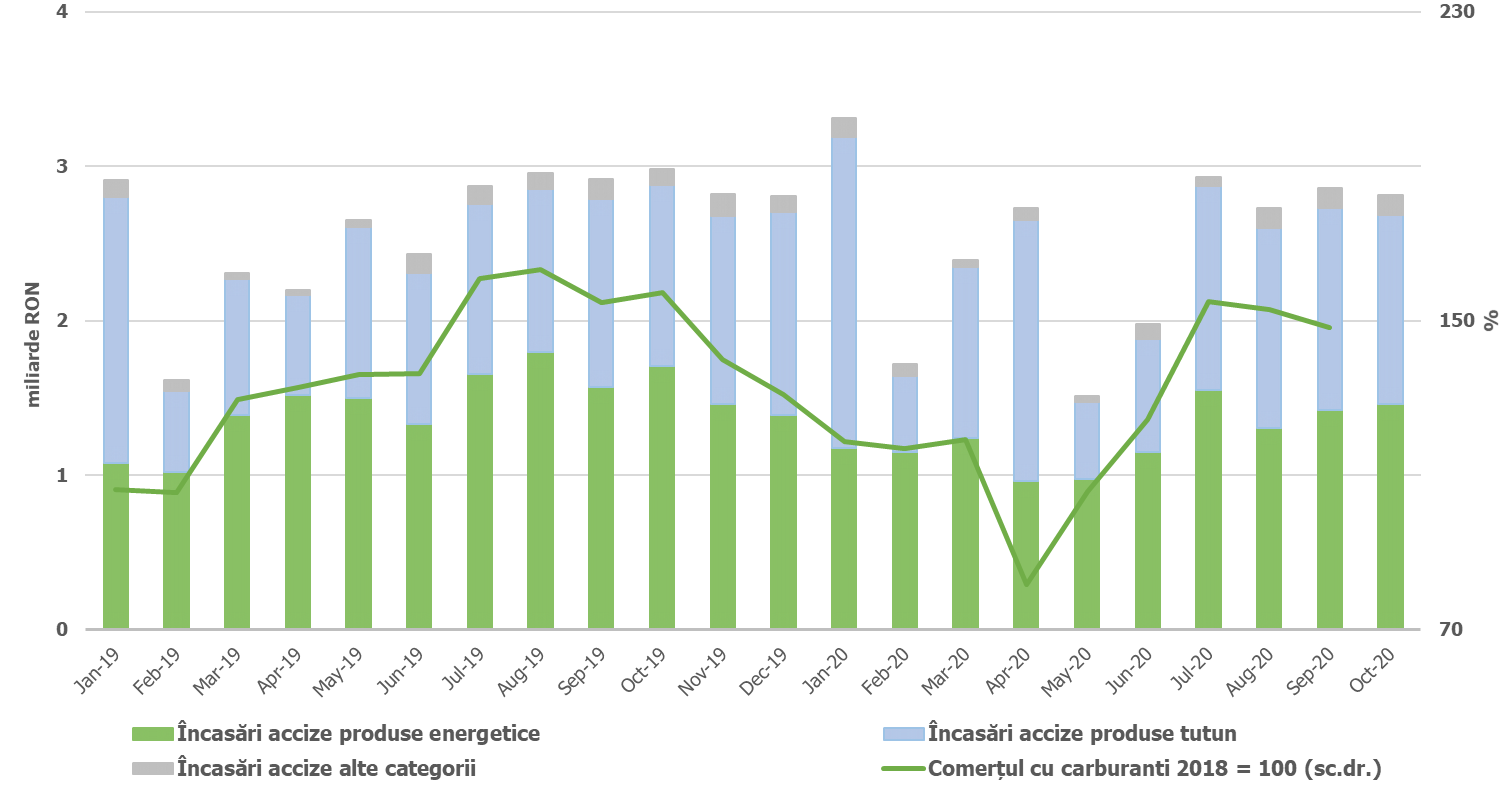 4
3
2
1
0
miliarde RON
230
150
70
%
Jan-19
Feb-19
Mar-19
Apr-19
May-19
Jun-19
Jul-19
Aug-19
Sep-19
Oct-19
Nov-19
Dec-19
Jan-20
Feb-20
Mar-20
Apr-20
May-20
Jun-20
Jul-20
Aug-20
Sep-20
Oct-20
Încasări accize produse energetice
Încasări accize produse tutun
Încasări accize alte categorii
Comerțul cu carburanti 2018 = 100 (sc.dr.)